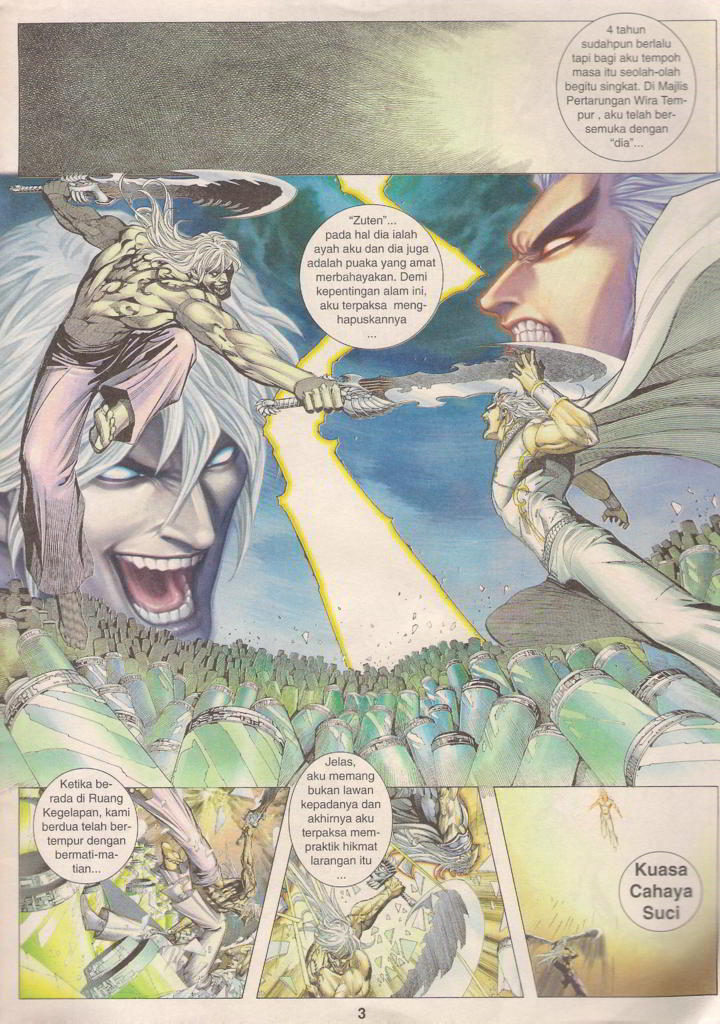 4 tahun
sudahpun berlalu
tapi bagi aku tempoh
masa itu seolah-olah
begitu singkat. Di Majlis
Pertarungan Wira Tem-
pur , aku telah ber-
semuka dengan
"dia"...
"Zuten"...
pada hal dia ialah
ayah aku dan dia juga
adalah puaka yang amat
merbahayakan. Demi
kepentingan alam ini,
aku terpaksa meng-
hapuskannya
...
Ketika be-
rada di Ruang
Kegelapan, kami
berdua telah ber-
tempur dengan
bermati-ma-
tian...
Jelas,
aku memang
bukan lawan
kepadanya dan
akhirnya aku
terpaksa mem-
praktik hikmat
larangan itu
...
Kuasa
Cahaya
Suci
3